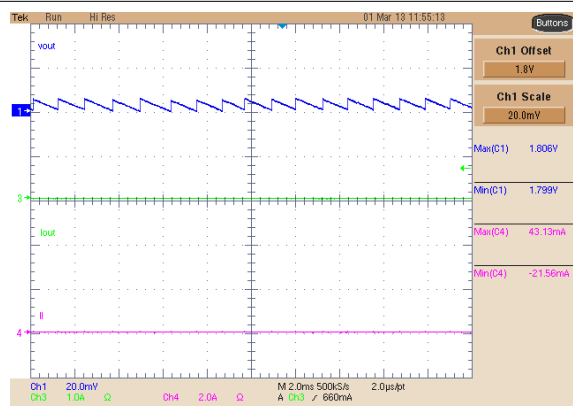 Tek Run Hi Res 01 Mar 13 11:55:13
Buttons
vout
Ch1 Offset
1.8V
Ch1 Scale
20.0mV
1
Max(C1) 1.806V
Min(C1) 1.799V
3
Iout
Max(C4) 43.13mA
Min(C4) -21.56mA
Il
4
Ch1 20.0mV M 2.0ms 500kS/s 2.0µs/pt
Ch3 1.0A Ω Ch4 2.0A Ω A Ch3 / 660mA